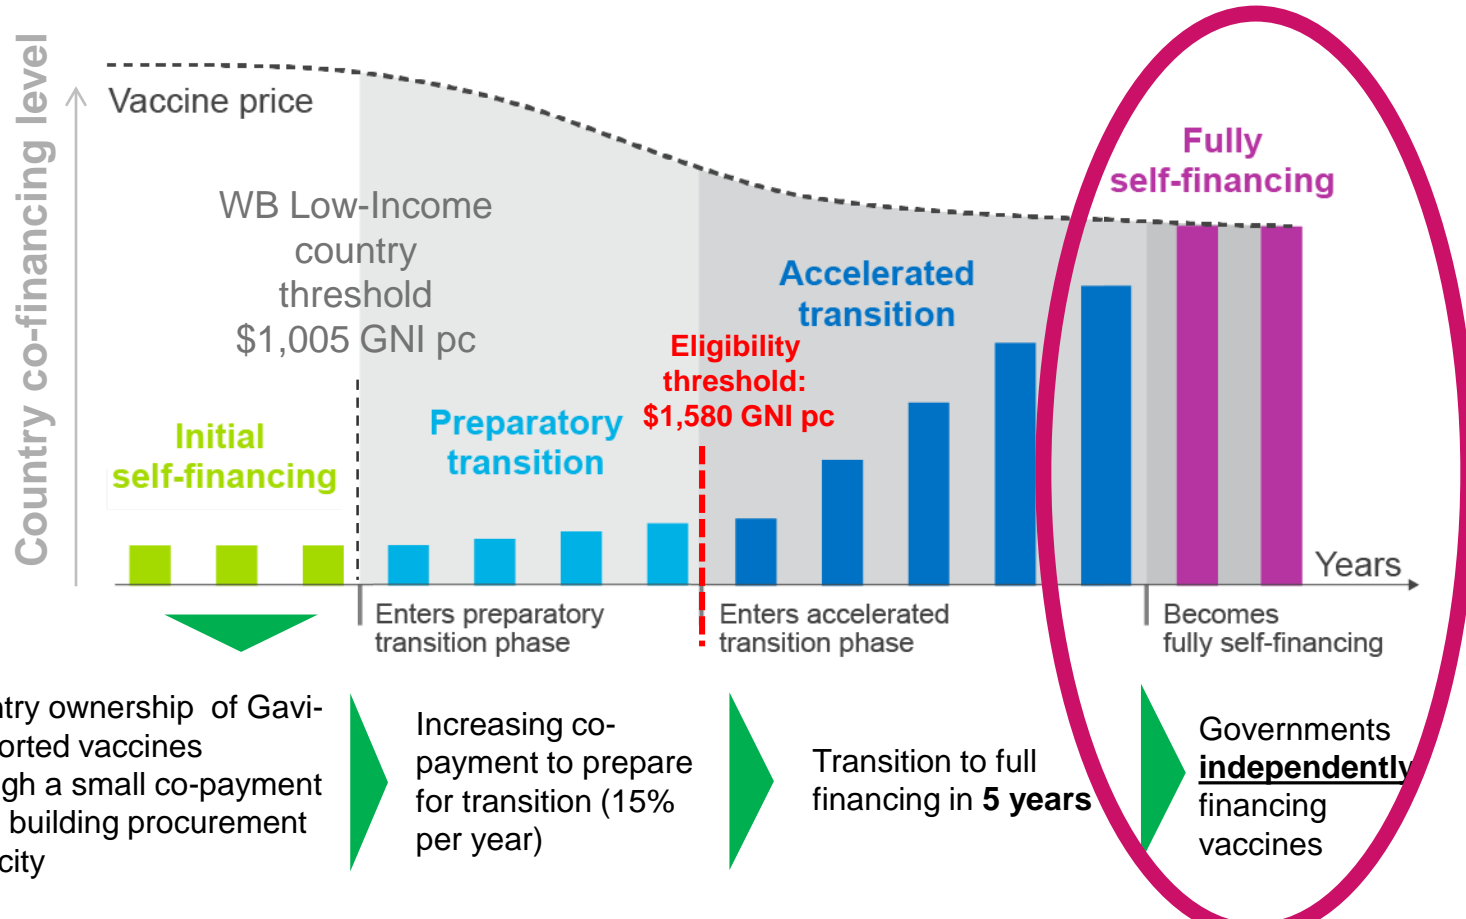 Country co-financing level
Vaccine price
WB Low-Income
country
threshold
$1,005 GNI pc
Initial
self-financing
Preparatory
transition
Eligibility
threshold:
$1,580 GNI pc
Accelerated
transition
Fully
self-financing
Years
Enters preparatory
transition phase
Enters accelerated
transition phase
Becomes
fully self-financing
ntry ownership of Gavi-
orted vaccines
gh a small co-payment
building procurement
city
Increasing co-
payment to prepare
for transition (15%
per year)
Transition to full
financing in 5 years
Governments
independently
financing
vaccines